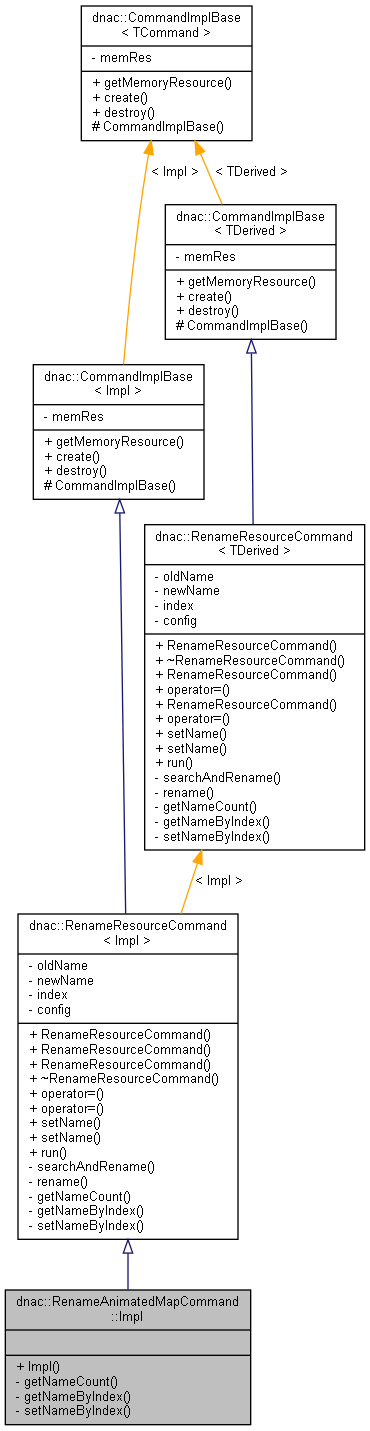 dnac::CommandImplBase
< TCommand >
- memRes
+ getMemoryResource()
+ create()
+ destroy()
# CommandImplBase()
< Impl >
< TDerived >
dnac::CommandImplBase
< TDerived >
- memRes
+ getMemoryResource()
+ create()
+ destroy()
# CommandImplBase()
dnac::CommandImplBase
< Impl >
- memRes
+ getMemoryResource()
+ create()
+ destroy()
# CommandImplBase()
dnac::RenameResourceCommand
< TDerived >
- oldName
- newName
- index
- config
+ RenameResourceCommand()
+ ~RenameResourceCommand()
+ RenameResourceCommand()
+ operator=()
+ RenameResourceCommand()
+ operator=()
+ setName()
+ setName()
+ run()
- searchAndRename()
- rename()
- getNameCount()
- getNameByIndex()
- setNameByIndex()
< Impl >
dnac::RenameResourceCommand
< Impl >
- oldName
- newName
- index
- config
+ RenameResourceCommand()
+ RenameResourceCommand()
+ RenameResourceCommand()
+ ~RenameResourceCommand()
+ operator=()
+ operator=()
+ setName()
+ setName()
+ run()
- searchAndRename()
- rename()
- getNameCount()
- getNameByIndex()
- setNameByIndex()
dnac::RenameAnimatedMapCommand
::Impl
+ Impl()
- getNameCount()
- getNameByIndex()
- setNameByIndex()